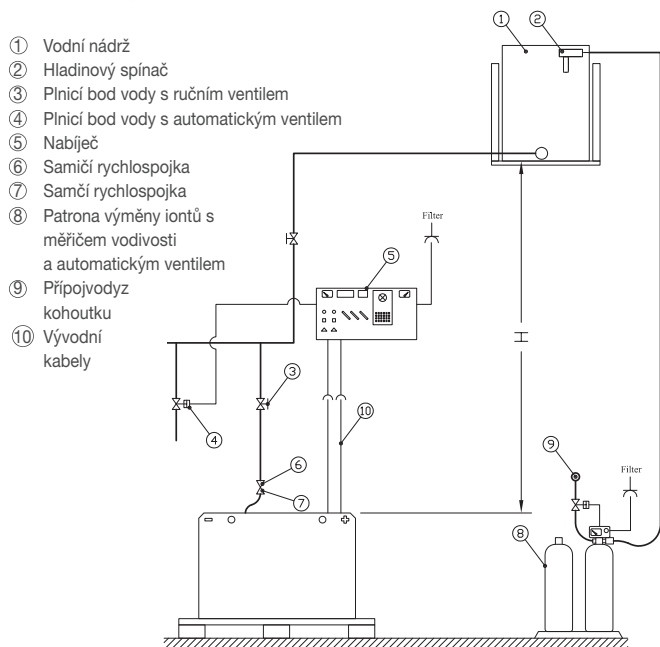 ① Vodní nádrž
② Hladinový spínač
③ Plnicí bod vody s ručním ventilem
④ Plnicí bod vody s automatickým ventilem
⑤ Nabíječ
⑥ Samičí rychlospojka
⑦ Samčí rychlospojka
⑧ Patrona výměny iontů s
měřičem vodivosti
a automatickým ventilem
⑨ Přípojvodyz
kohoutku
⑩ Vývodní
kabely
① ②
Filter
⑤
H
③
④
⑩
⑥
⑦
⑨
Filter
⑧